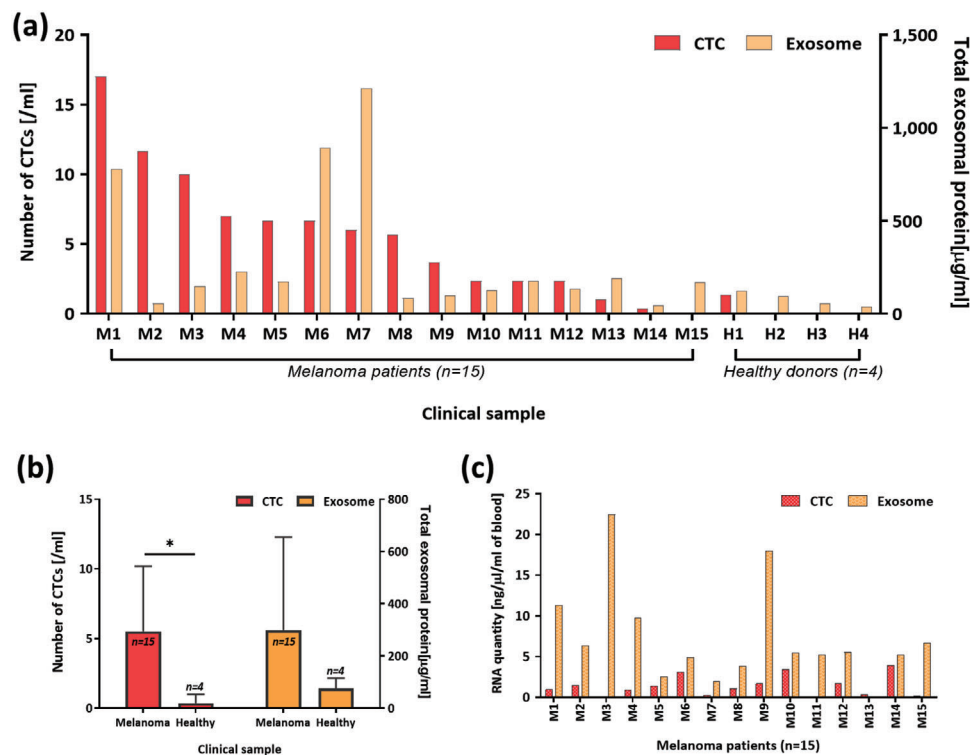 (a)
CTC Exosome
Number of CTCs [/ml]
20
15
10
5
0
Total exosomal protein[µg/ml]
1,500
1,000
500
0
M1 M2 M3 M4 M5 M6 M7 M8 M9 M10 M11 M12 M13 M14 M15 H1 H2 H3 H4
Melanoma patients (n=15) Healthy donors (n=4)
Clinical sample
(b)
CTC Exosome
Number of CTCs [/ml]
15
10
5
0
Total exosomal protein[µg/ml]
800
600
400
200
0
*
n=15 n=4 n=15 n=4
Melanoma Healthy Melanoma Healthy
Clinical sample
(c)
CTC Exosome
RNA quantity [ng/µl/ml of blood]
25
20
15
10
5
0
M1 M2 M3 M4 M5 M6 M7 M8 M9 M10 M11 M12 M13 M14 M15
Melanoma patients (n=15)